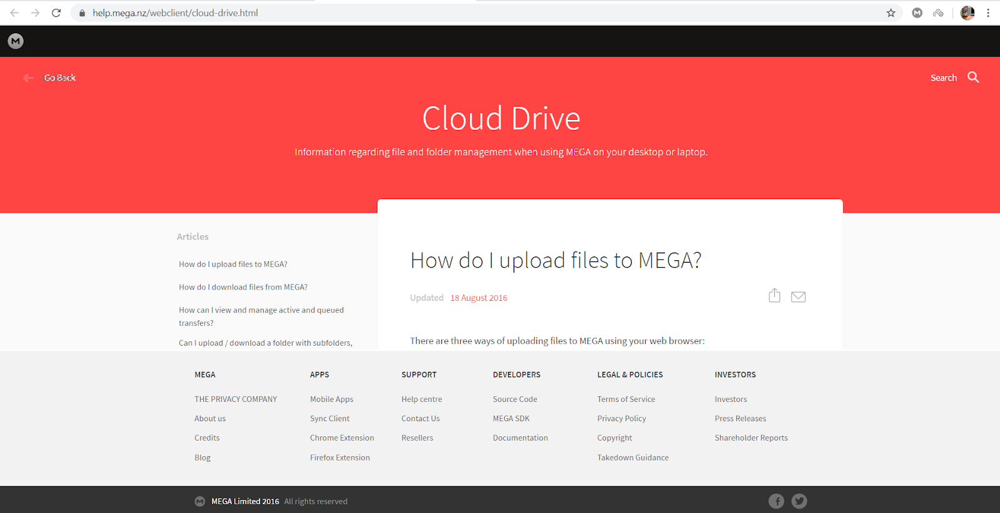 help.mega.nz/webclient/cloud-drive.html
Go Back
Search
Cloud Drive
Information regarding file and folder management when using MEGA on your desktop or laptop.
Articles
How do I upload files to MEGA?
How do I download files from MEGA?
How can I view and manage active and queued
transfers?
Can I upload / download a folder with subfolders,
How do I upload files to MEGA?
Updated 18 August 2016
There are three ways of uploading files to MEGA using your web browser:
MEGA
THE PRIVACY COMPANY
About us
Credits
Blog
APPS
Mobile Apps
Sync Client
Chrome Extension
Firefox Extension
SUPPORT
Help centre
Contact Us
Resellers
DEVELOPERS
Source Code
MEGA SDK
Documentation
LEGAL & POLICIES
Terms of Service
Privacy Policy
Copyright
Takedown Guidance
INVESTORS
Investors
Press Releases
Shareholder Reports
MEGA Limited 2016 All rights reserved